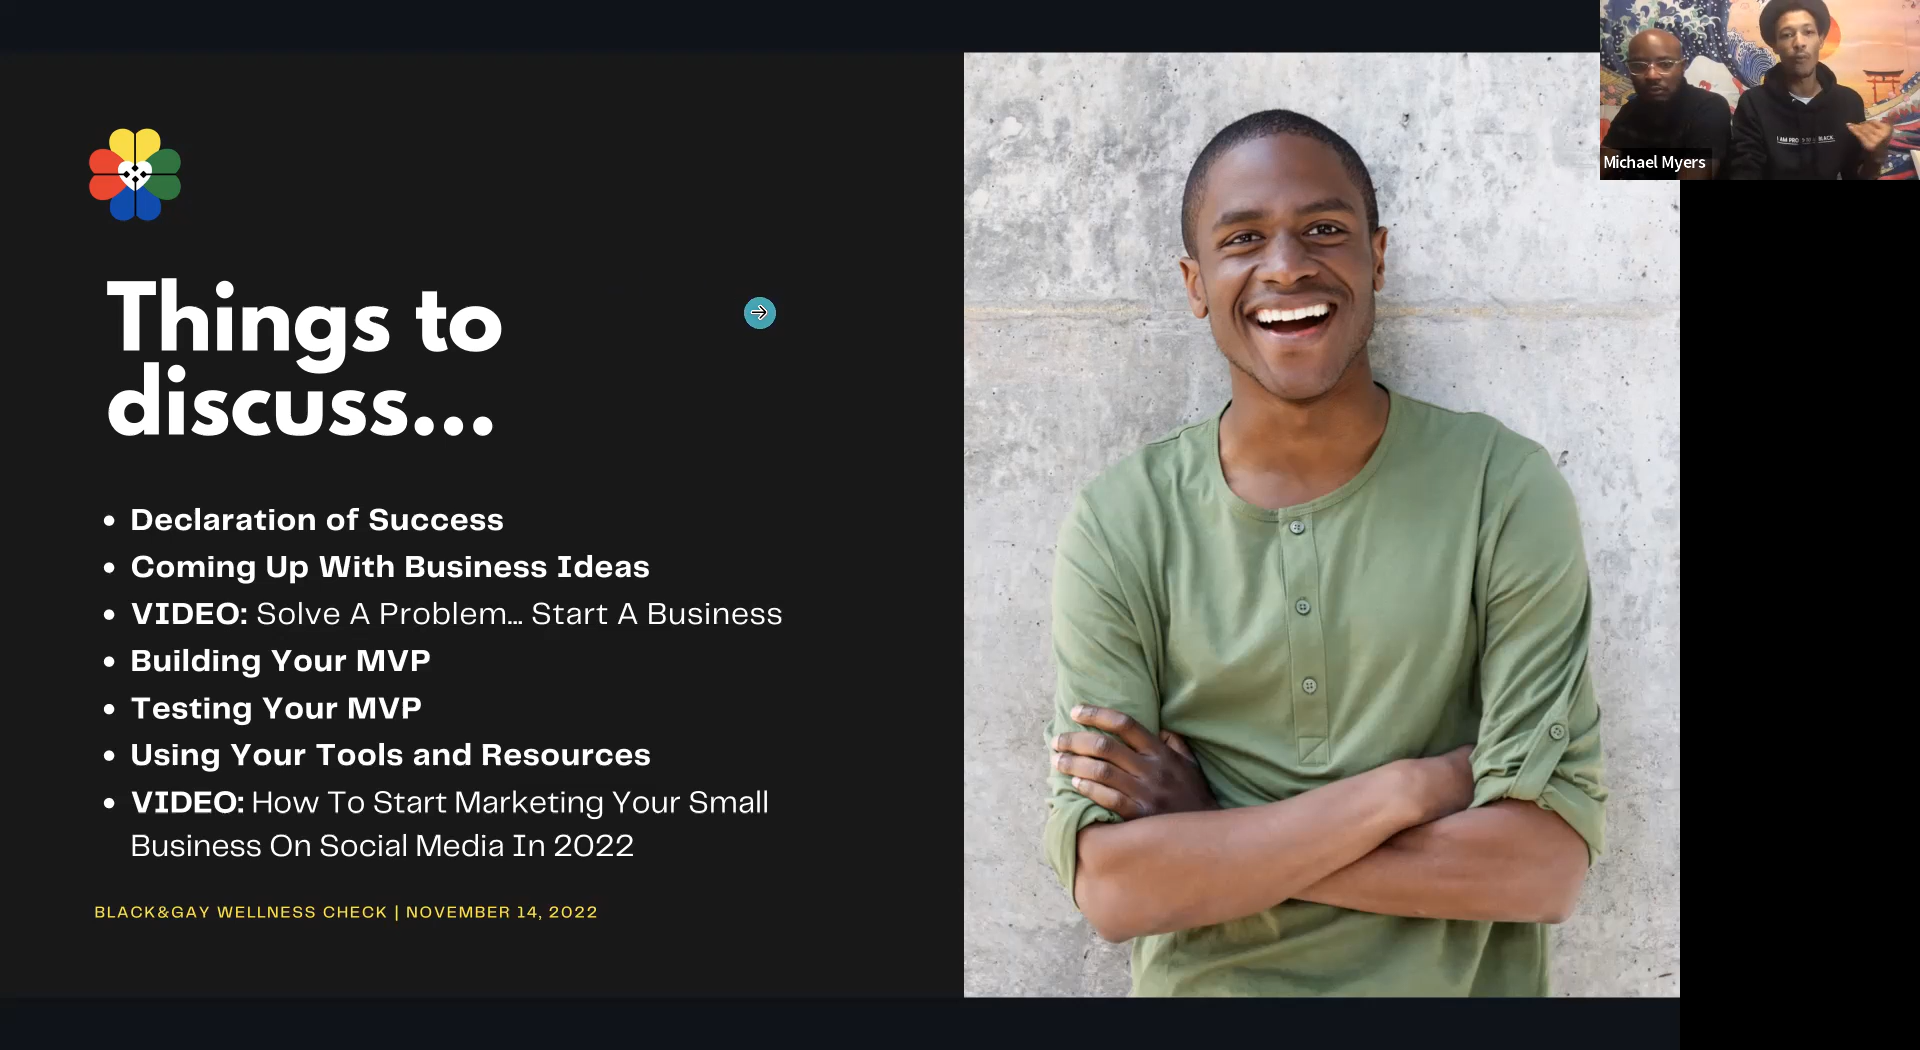 Things to
discuss...
• Declaration of Success
• Coming Up With Business Ideas
• VIDEO: Solve A Problem... Start A Business
• Building Your MVP
• Testing Your MVP
• Using Your Tools and Resources
• VIDEO: How To Start Marketing Your Small
Business On Social Media In 2022
BLACK&GAY WELLNESS CHECK | NOVEMBER 14, 2022
Michael Myers